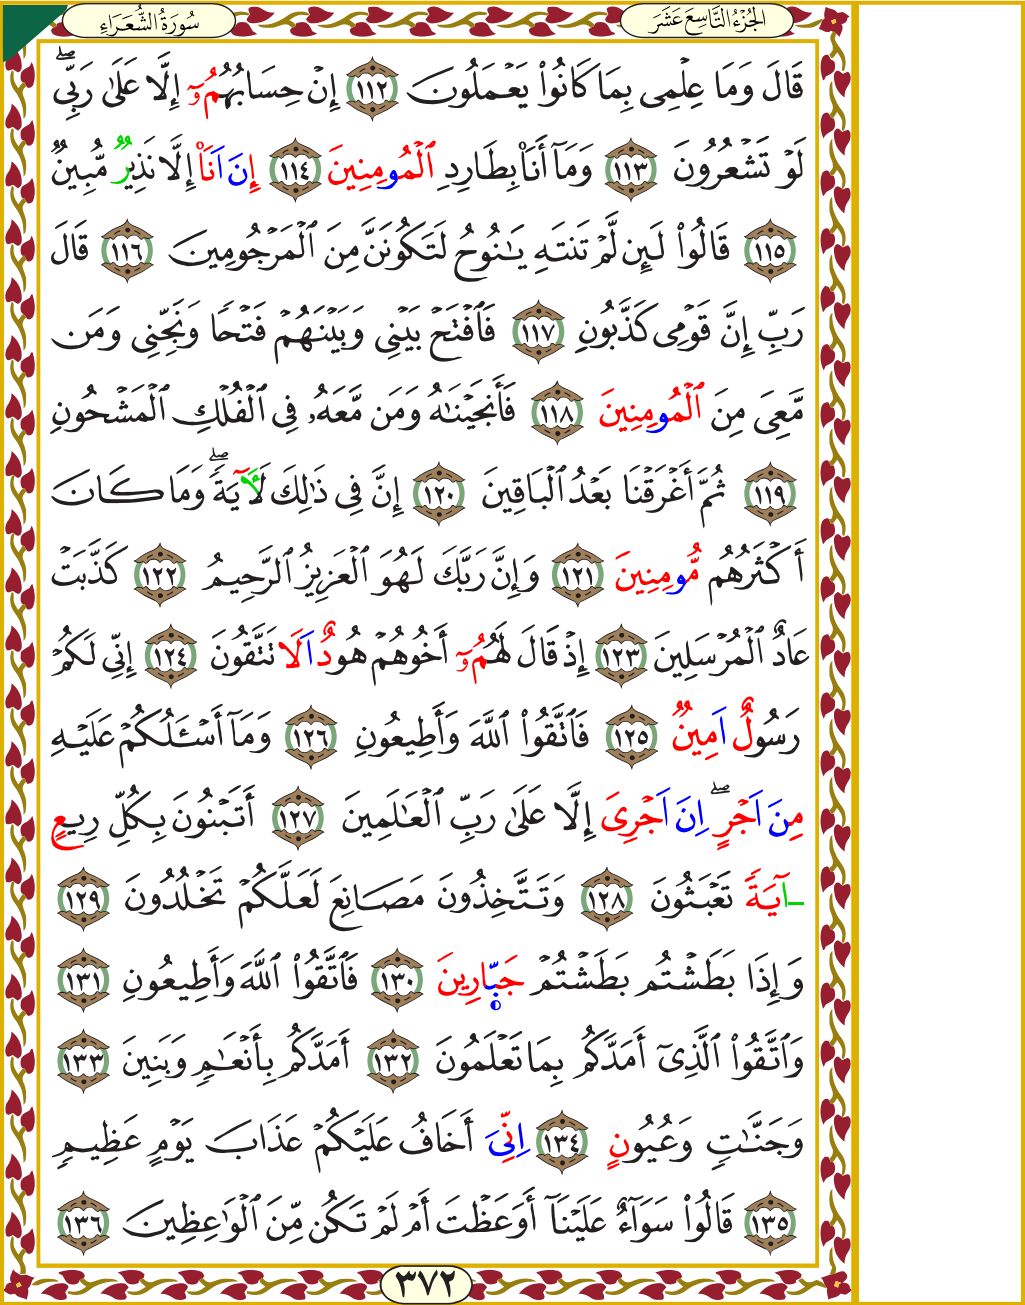 الجُزْءُ التَّاسِعَ عَشَرَ
سُورَةُ الشُّعَرَاءِ
قَالَ وَمَا عِلْمِى بِمَا كَانُوا۟ يَعْمَلُونَ ١١٢ إِنْ حِسَابُهُمُۥٓ إِلَّا عَلَىٰ رَبِّىۖ
لَوْ تَشْعُرُونَ ١١٣ وَمَآ أَنَا۠ بِطَارِدِ ٱلْمُومِنِينَ ١١٤ إِنَ اَنَا۠ إِلَّا نَذِيرٌ مُّبِينٌ
١١٥ قَالُوا۟ لَئِن لَّمْ تَنتَهِ يَٰنُوحُ لَتَكُونَنَّ مِنَ ٱلْمَرْجُومِينَ ١١٦ قَالَ
رَبِّ إِنَّ قَوْمِى كَذَّبُونِ ١١٧ فَٱفْتَحْ بَيْنِى وَبَيْنَهُمْ فَتْحًا وَنَجِّنِى وَمَن
مَّعِىَ مِنَ ٱلْمُومِنِينَ ١١٨ فَأَنجَيْنَٰهُ وَمَن مَّعَهُۥ فِى ٱلْفُلْكِ ٱلْمَشْحُونِ
١١٩ ثُمَّ أَغْرَقْنَا بَعْدُ ٱلْبَاقِينَ ١٢٠ إِنَّ فِى ذَٰلِكَ لَأٓيَةًۖ وَمَا كَانَ
أَكْثَرُهُم مُّومِنِينَ ١٢١ وَإِنَّ رَبَّكَ لَهُوَ ٱلْعَزِيزُ ٱلرَّحِيمُ ١٢٢ كَذَّبَتْ
عَادٌ ٱلْمُرْسَلِينَ ١٢٣ إِذْ قَالَ لَهُمُۥٓ أَخُوهُمْ هُودٌ اَلَا تَتَّقُونَ ١٢٤ إِنِّى لَكُمْ
رَسُولٌ اَمِينٌ ١٢٥ فَٱتَّقُوا۟ ٱللَّهَ وَأَطِيعُونِ ١٢٦ وَمَآ أَسْـَٔلُكُمْ عَلَيْهِ
مِنَ اَجْرٍۖ اِنَ اَجْرِىَ إِلَّا عَلَىٰ رَبِّ ٱلْعَٰلَمِينَ ١٢٧ أَتَبْنُونَ بِكُلِّ رِيعٍ
ـآيَةً تَعْبَثُونَ ١٢٨ وَتَتَّخِذُونَ مَصَانِعَ لَعَلَّكُمْ تَخْلُدُونَ ١٢٩
وَإِذَا بَطَشْتُم بَطَشْتُمْ جَبّارِينَ ١٣٠ فَٱتَّقُوا۟ ٱللَّهَ وَأَطِيعُونِ ١٣١
وَٱتَّقُوا۟ ٱلَّذِىٓ أَمَدَّكُم بِمَا تَعْلَمُونَ ١٣٢ أَمَدَّكُم بِأَنْعَٰمٍ وَبَنِينَ ١٣٣
وَجَنَّٰتٍ وَعُيُونٍ ١٣٤ اِنِّىَ أَخَافُ عَلَيْكُمْ عَذَابَ يَوْمٍ عَظِيمٍ
١٣٥ قَالُوا۟ سَوَآءٌ عَلَيْنَآ أَوَعَظْتَ أَمْ لَمْ تَكُن مِّنَ ٱلْوَٰعِظِينَ ١٣٦
٣٧٢